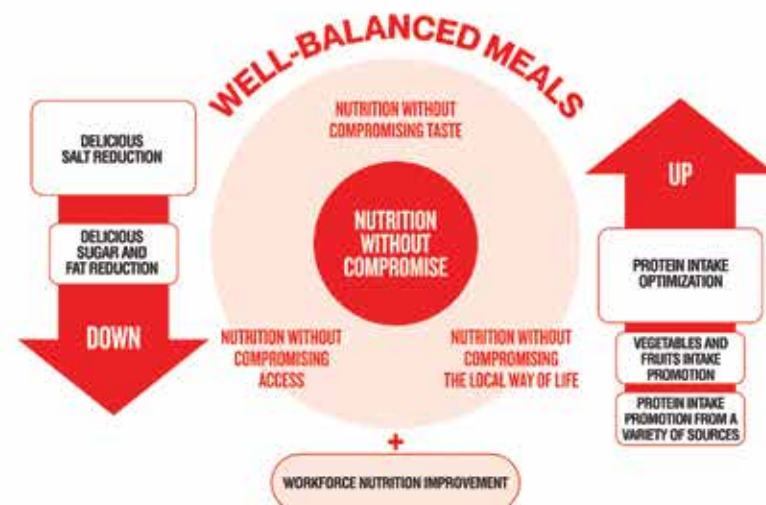 WELL-BALANCED MEALS
DELICIOUS
SALT REDUCTION
DELICIOUS
SUGAR AND
FAT REDUCTION
DOWN
NUTRITION WITHOUT
COMPROMISING TASTE
NUTRITION
WITHOUT
COMPROMISE
NUTRITION WITHOUT
COMPROMISING
ACCESS
NUTRITION WITHOUT
COMPROMISING
THE LOCAL WAY OF LIFE
UP
PROTEIN INTAKE
OPTIMIZATION
VEGETABLES AND
FRUITS INTAKE
PROMOTION
PROTEIN INTAKE
PROMOTION FROM A
VARIETY OF SOURCES
+
WORKFORCE NUTRITION IMPROVEMENT